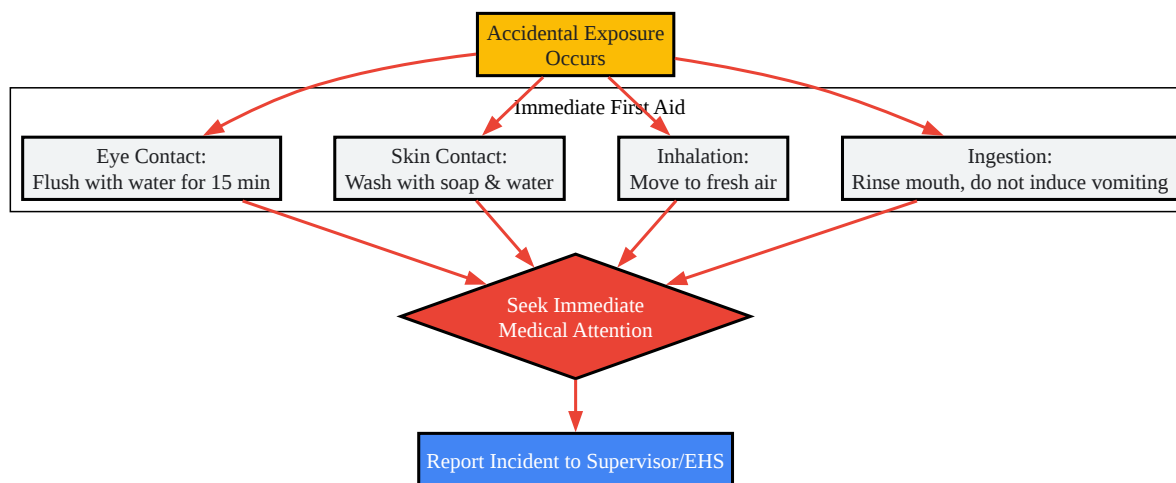 Accidental Exposure
Occurs
Immediate First Aid
Eye Contact:
Flush with water for 15 min
Skin Contact:
Wash with soap & water
Inhalation:
Move to fresh air
Ingestion:
Rinse mouth, do not induce vomiting
Seek Immediate
Medical Attention
Report Incident to Supervisor/EHS